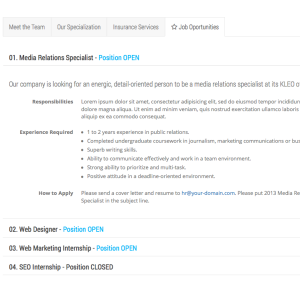 Meet the Team Our Specialization Insurance Services Job Oportunities
01. Media Relations Specialist - Position OPEN
Our company is looking for an energic, detail-oriented person to be a media relations specialist at its KLEO o
Responsibilities Lorem ipsum dolor sit amet, consectetur adipisicing elit, sed do eiusmod tempor incididun
dolore magna aliqua. Ut enim ad minim veniam, quis nostrud exercitation ullamco laboris
aliquip ex ea commodo consequat.
Experience Required • 1 to 2 years experience in public relations.
• Completed undergraduate coursework in journalism, marketing communications or bus
• Superb writing skills.
• Ability to communicate effectively and work in a team environment.
• Strong ability to prioritize and multi-task.
• Positive attitude in a deadline-oriented environment.
How to Apply Please send a cover letter and resume to hr@your-domain.com. Please put 2013 Media Re
Specialist in the subject line.
02. Web Designer - Position OPEN
03. Web Marketing Internship - Position OPEN
04. SEO Internship - Position CLOSED